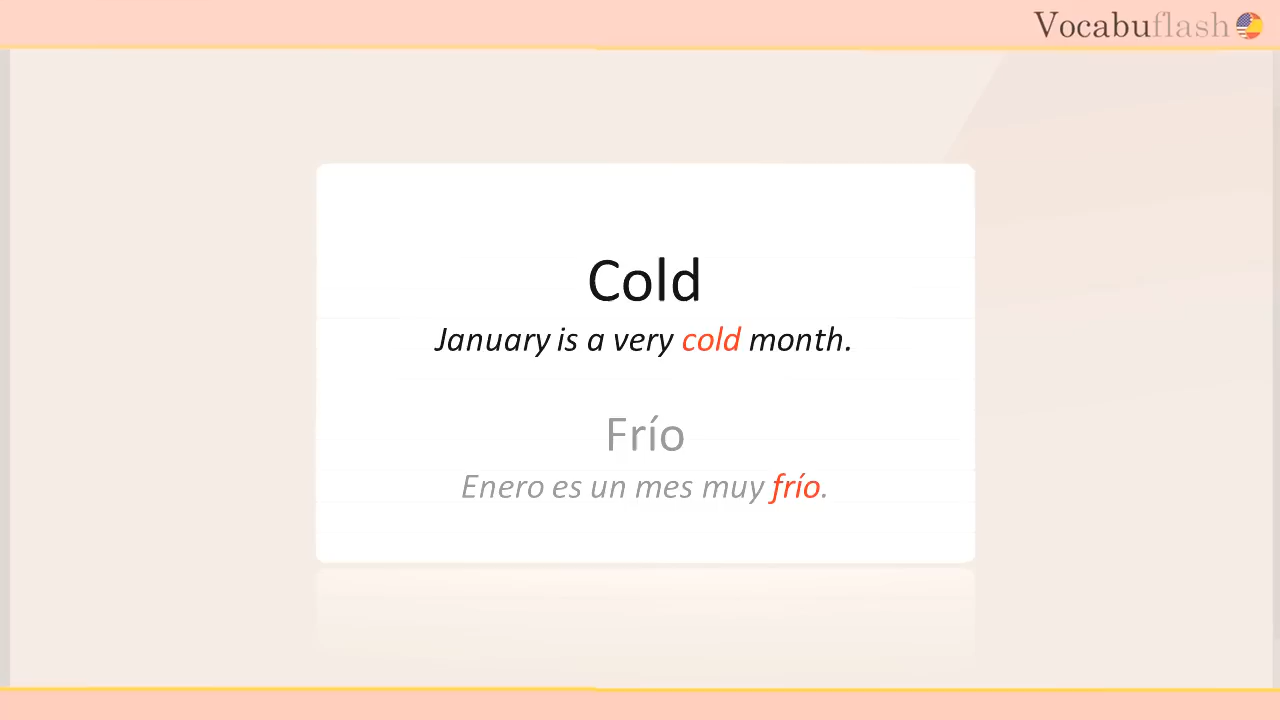 Vocabuflash
Cold
January is a very cold month.
Frío
Enero es un mes muy frío.